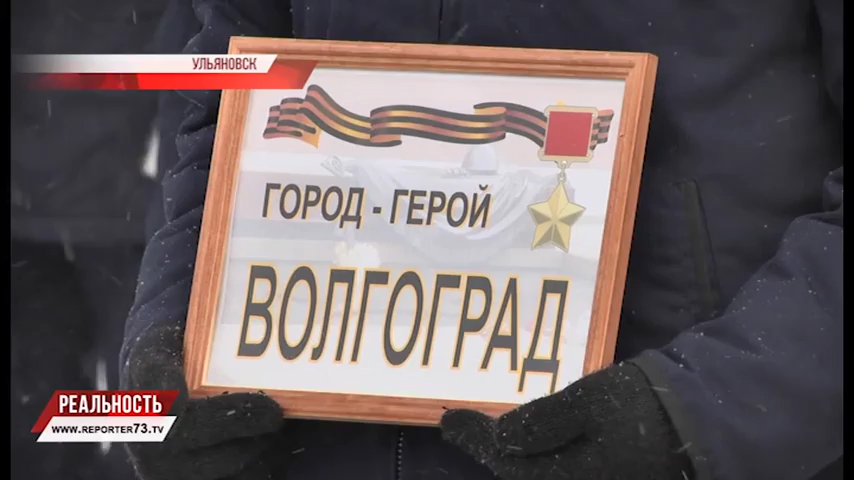 УЛЬЯНОВСК
ГОРОД - ГЕРОЙ
ВОЛГОГРАД
РЕАЛЬНОСТЬ
WWW.REPORTER73.TV